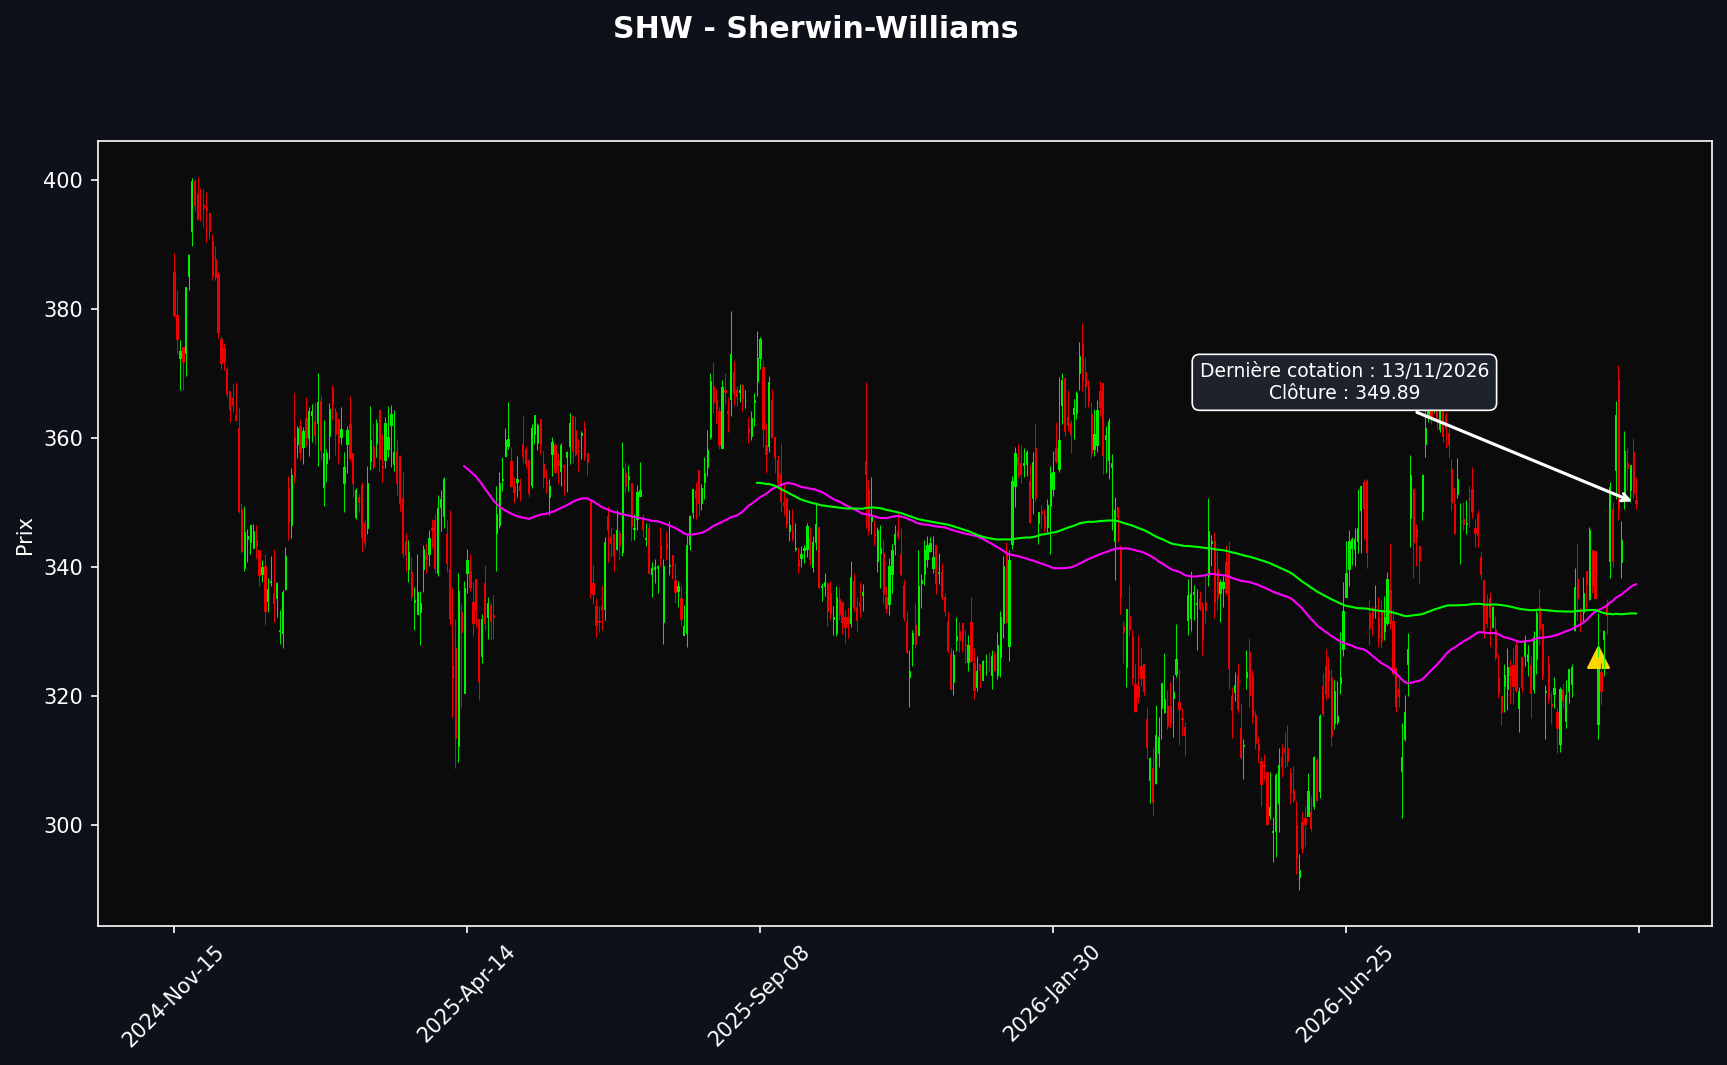 SHW - Sherwin-Williams
400
380
360
340
320
300
Prix
Dernière cotation : 13/11/2026
Clôture : 349.89
2024-Nov-15
2025-Apr-14
2025-Sep-08
2026-Jan-30
2026-Jun-25